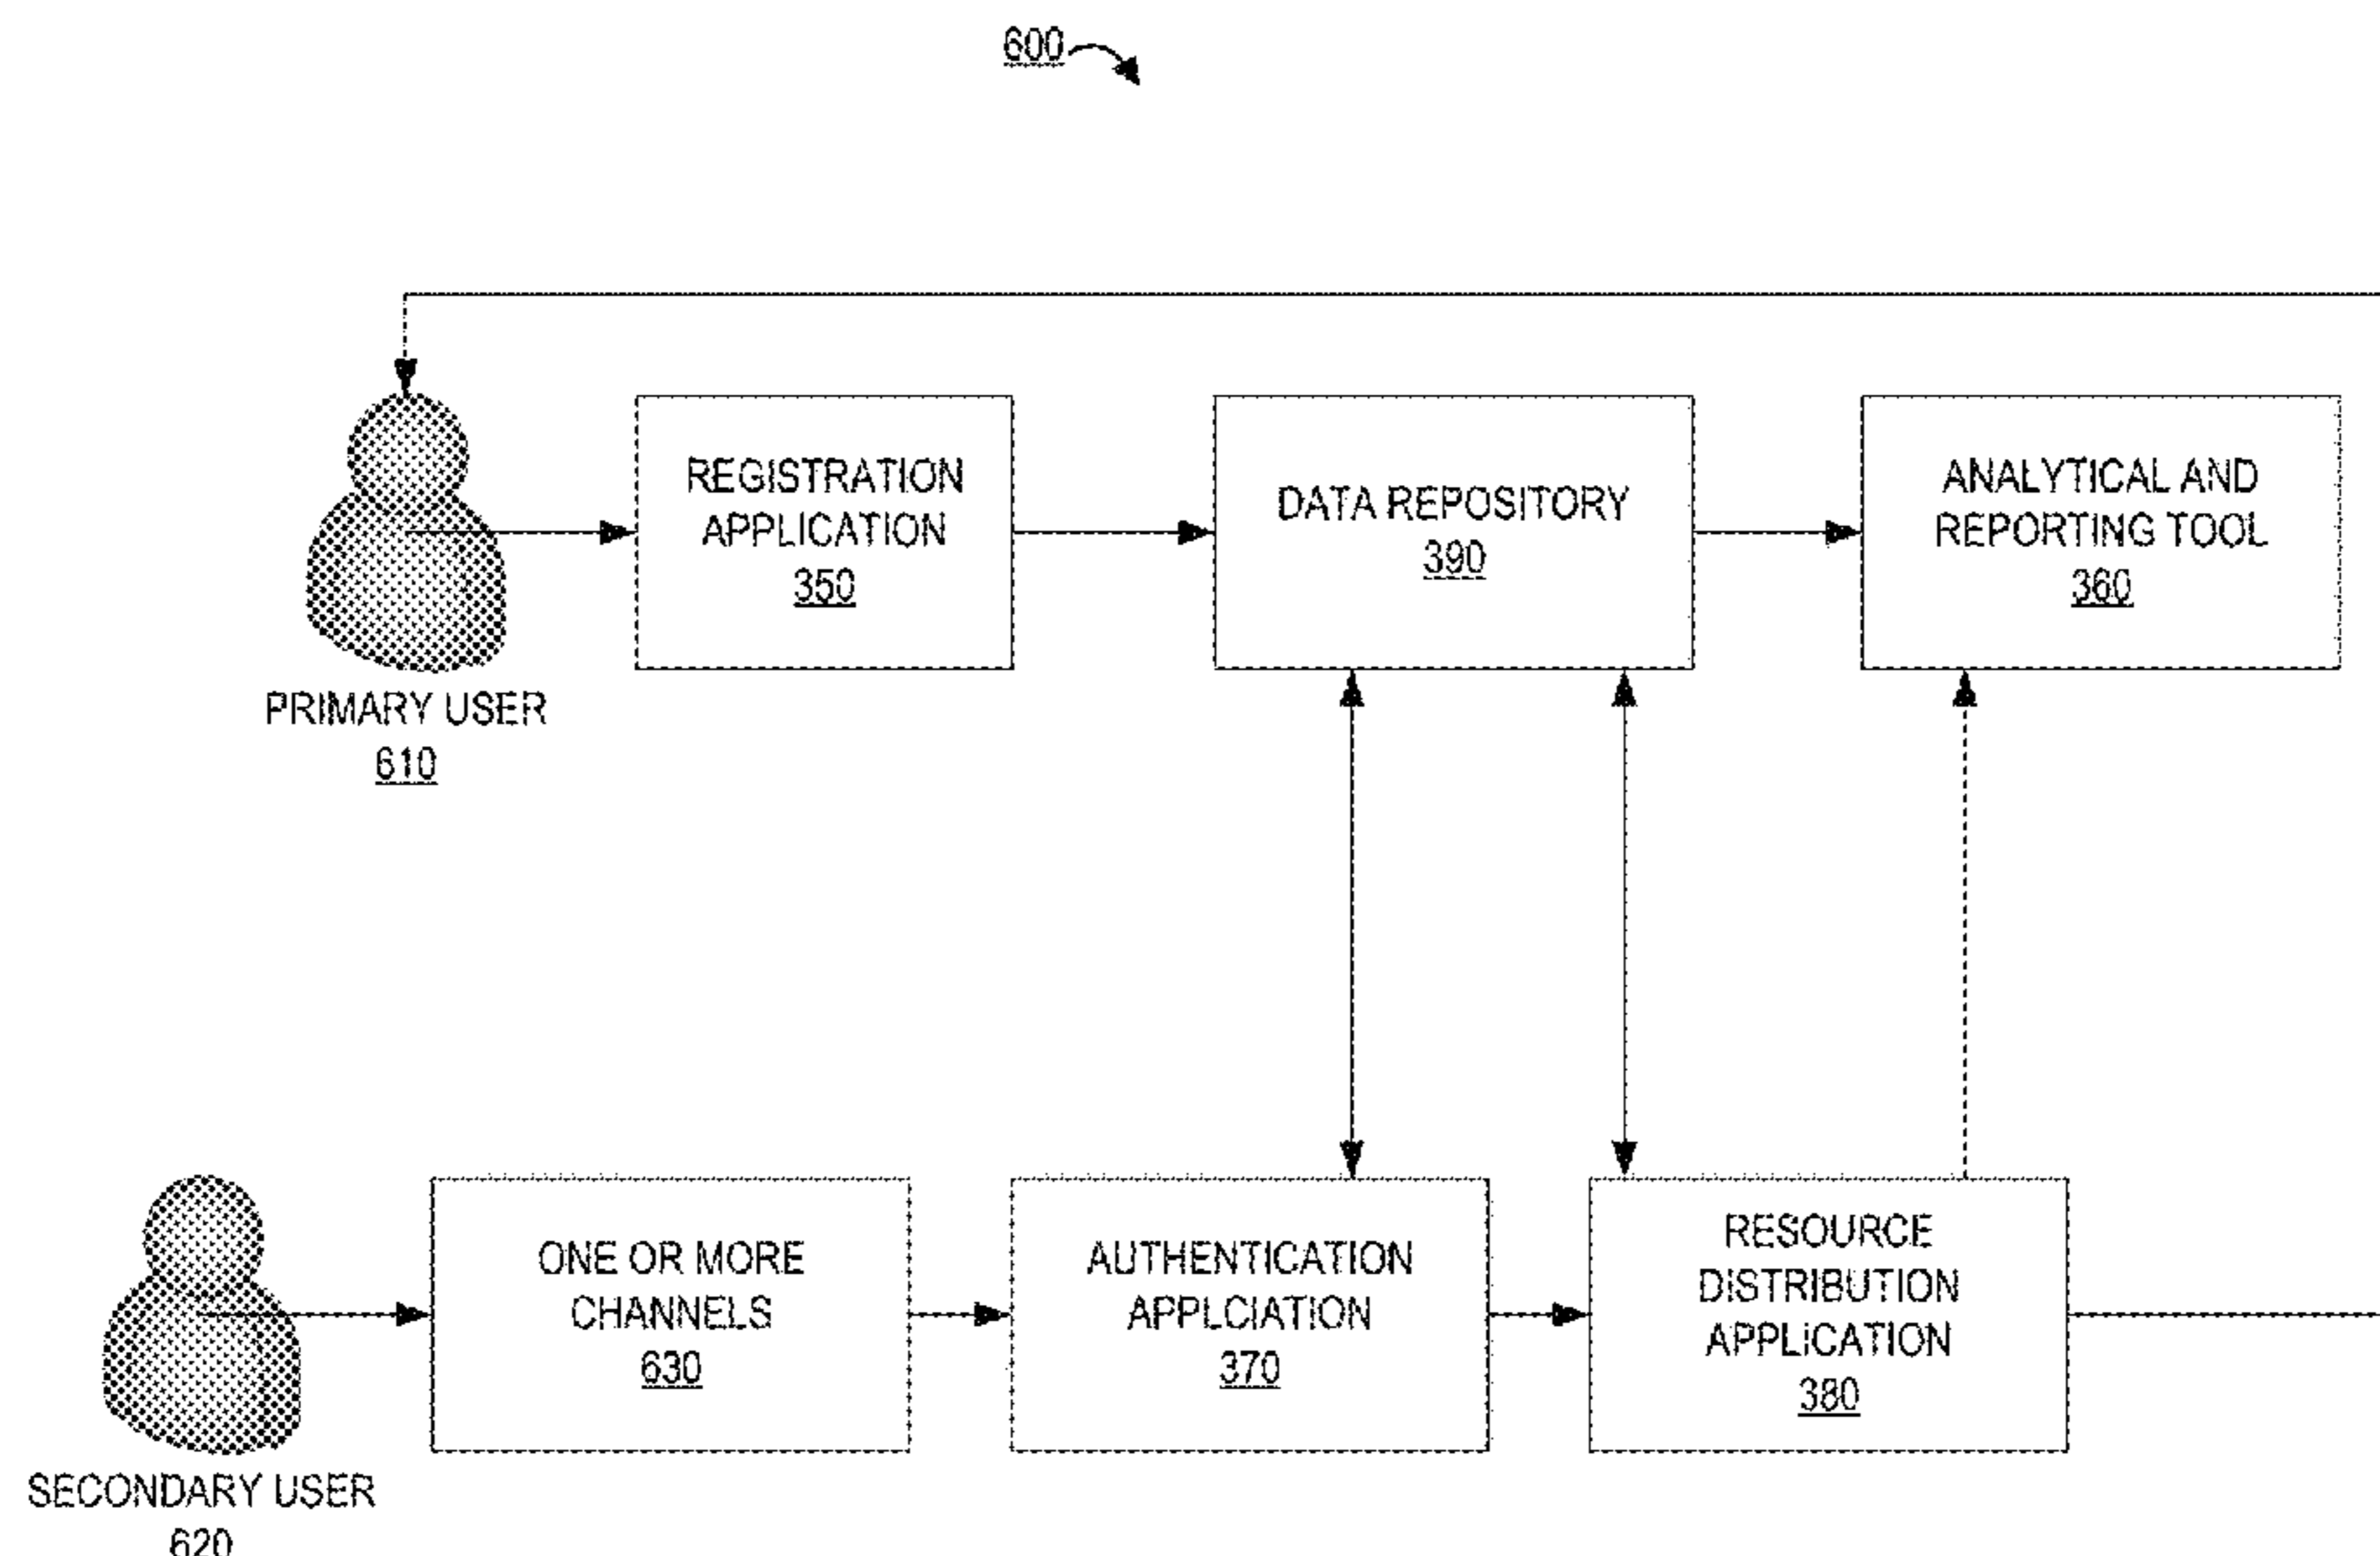 600
REGISTRATION
APPLICATION
350
DATA REPOSITORY
390
ANALYTICAL AND
REPORTING TOOL
360
PRIMARY USER
610
ONE OR MORE
CHANNELS
630
AUTHENTICATION
APPLCIATION
370
RESOURCE
DISTRIBUTION
APPLICATION
380
SECONDARY USER
620